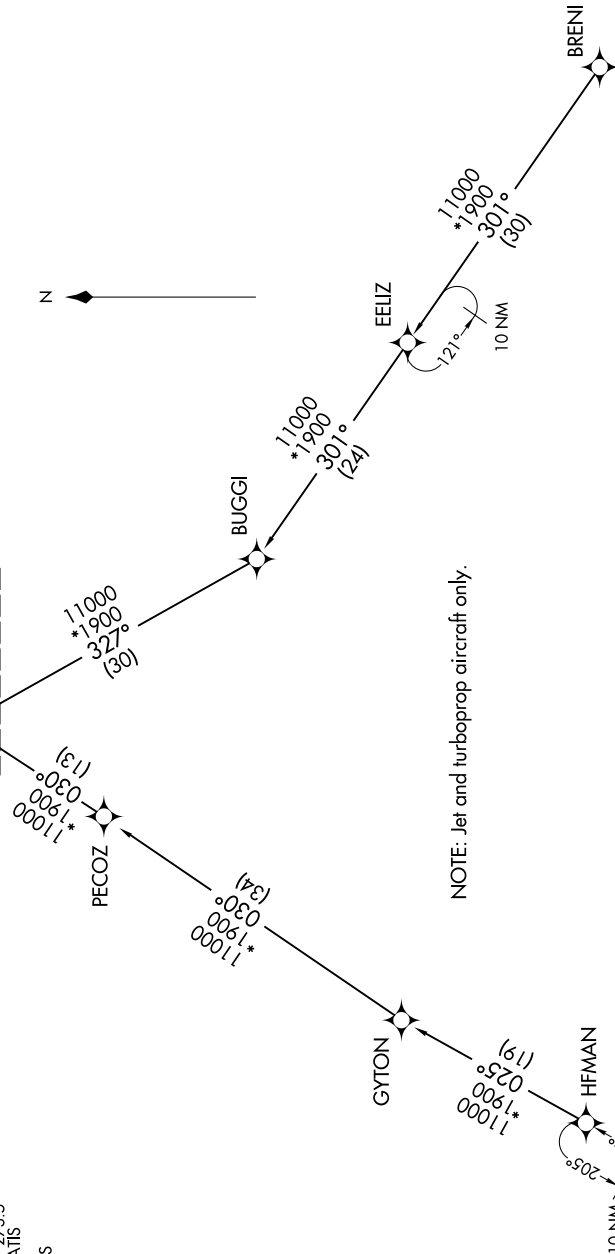 BRENI
11000
*1900
301°
(30)
N
EELIZ
121°
10 NM
11000
*1900
301°
(24)
BUGGI
11000
*1900
327°
(30)
NOTE: Jet and turboprop aircraft only.
11000
*1900
030°
(13)
PECOZ
11000
*1900
030°
(34)
GYTON
11000
*1900
025°
(19)
HFMAN
205°
10 NM
ATIS
S